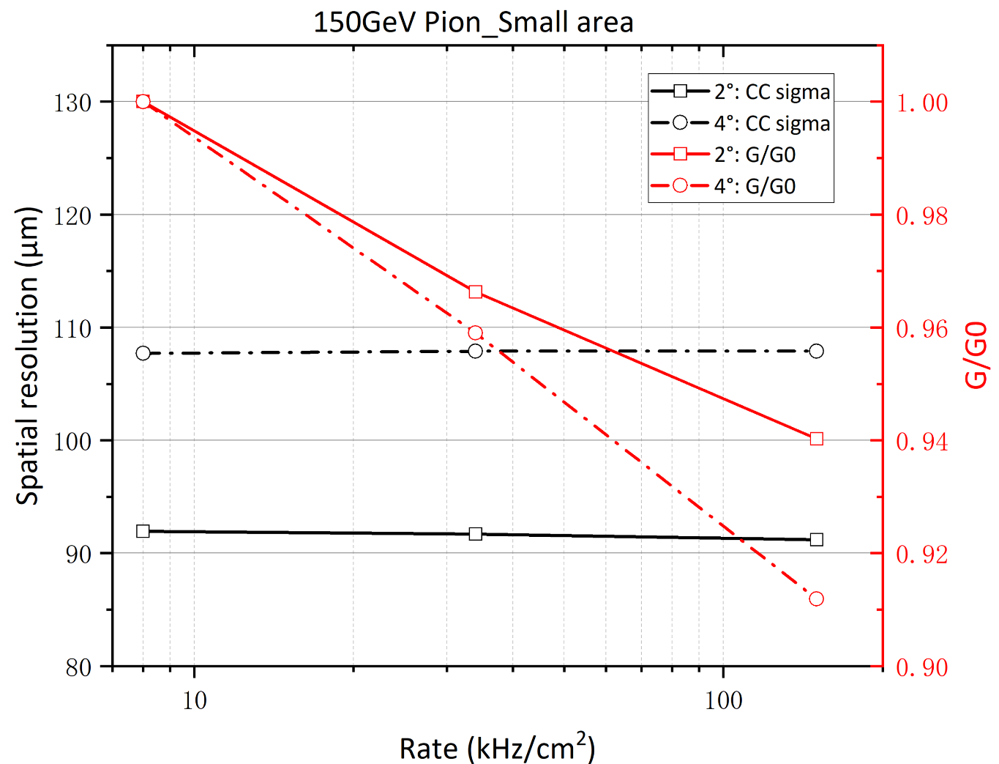 150GeV Pion_Small area
2°: CC sigma
4°: CC sigma
2°: G/G0
4°: G/G0
130
120
110
100
90
80
1.00
0.98
0.96
0.94
0.92
0.90
10
100
Spatial resolution (μm)
G/G0
Rate (kHz/cm²)